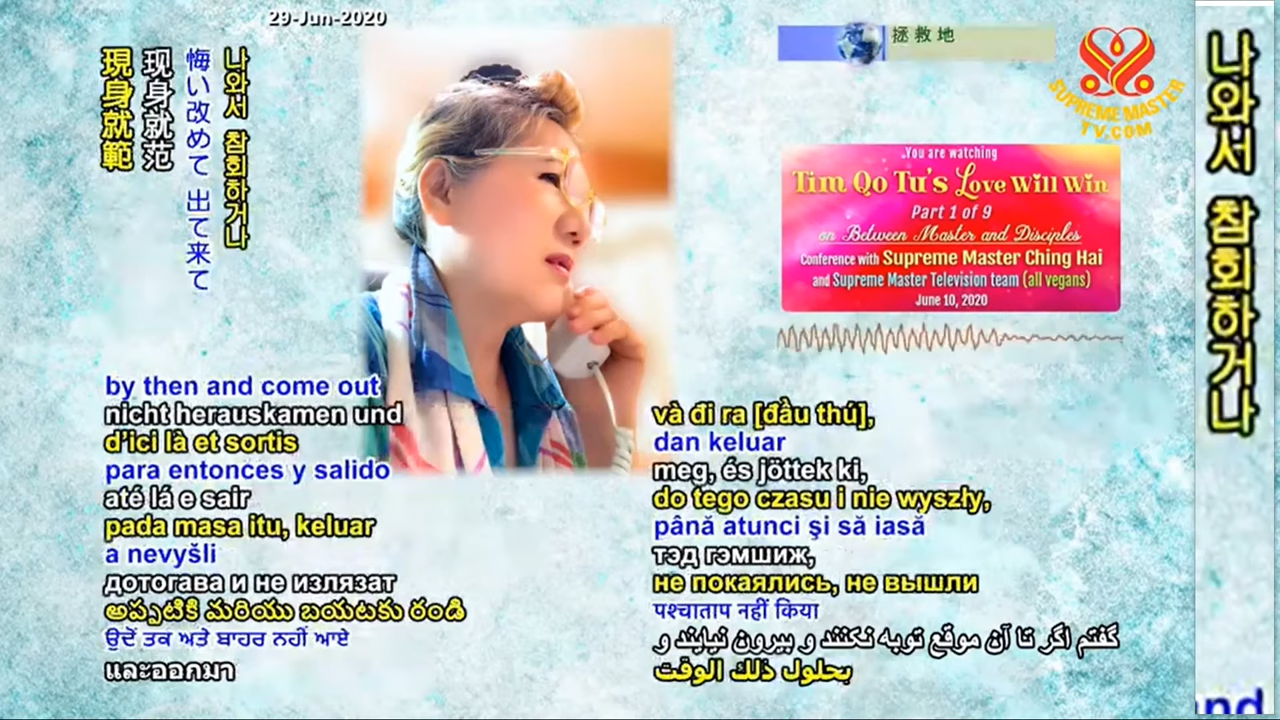 29-Jun-2020
나와서 참회하거나
悔い改めて 出て来て
现身就范
現身就範
拯救地
SUPREME MASTER
TV.COM
You are watching
Tim Qo Tu's Love Will Win
Part 1 of 9
on Between Master and Disciples
Conference with Supreme Master Ching Hai
and Supreme Master Television team (all vegans)
June 10, 2020
by then and come out
nicht herauskamen und
d'ici là et sortis
para entonces y salido
até lá e sair
pada masa itu, keluar
a nevyšli
дотогава и не излязат
అప్పటికి మరియు బయటకు రండి
ਉਦੋਂ ਤਕ ਅਤੇ ਬਾਹਰ ਨਹੀਂ ਆਏ
และออกมา
và đi ra [đầu thú],
dan keluar
meg, és jöttek ki,
do tego czasu i nie wyszły,
până atunci şi să iasă
тэд гэмшиж,
не покаялись, не вышли
पश्चाताप नहीं किया
گفتم اگر تا آن موقع توبه نکنند و بیرون نیایند و
بحلول ذلك الوقت
나와서 참회하거나
and